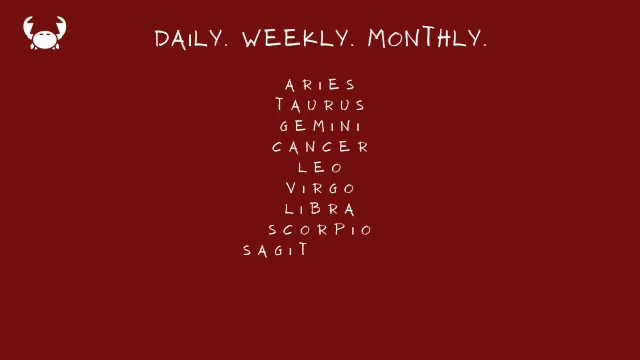 DAILY. WEEKLY. MONTHLY.
ARIES
TAURUS
GEMINI
CANCER
LEO
VIRGO
LIBRA
SCORPIO
SAGIT